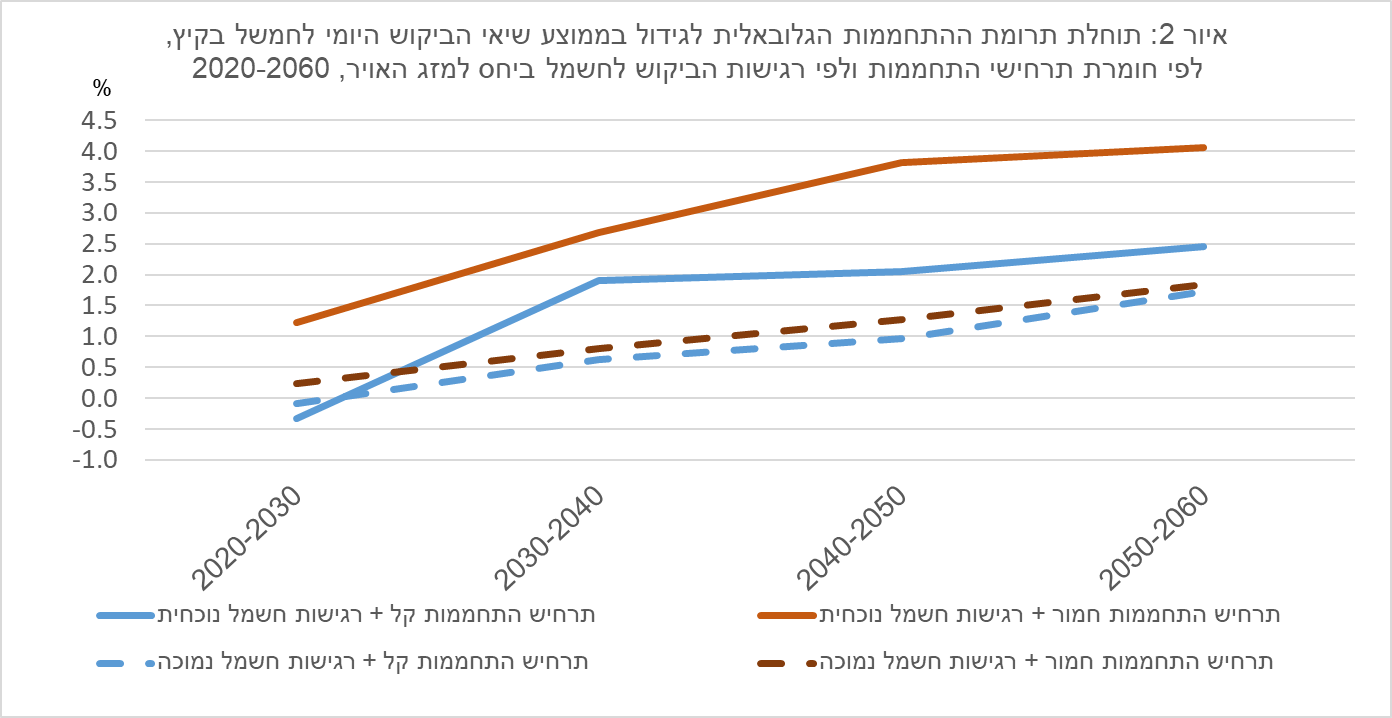 איור 2: תוחלת תרומת ההתחממות הגלובאלית לגידול בממוצע שיאי הביקוש היומי לחמשל בקיץ,
לפי חומרת תרחישי התחממות ולפי רגישות הביקוש לחשמל ביחס למזג האויר, 2020-2060
%
4.5
4.0
3.5
3.0
2.5
2.0
1.5
1.0
0.5
0.0
-0.5
-1.0
2020-2030
2030-2040
2040-2050
2050-2060
תרחיש התחממות חמור + רגישות חשמל נוכחית
תרחיש התחממות קל + רגישות חשמל נוכחית
תרחיש התחממות חמור + רגישות חשמל נמוכה
תרחיש התחממות קל + רגישות חשמל נמוכה